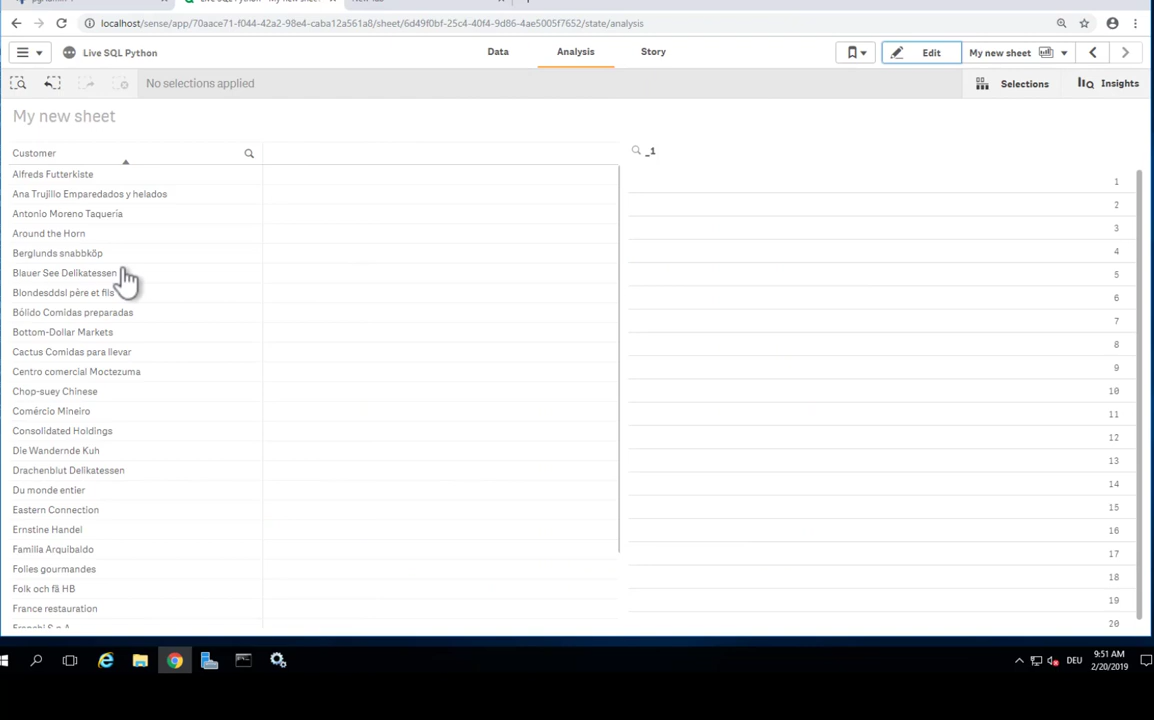 localhost/sense/app/70aace71-f044-42a2-98e4-caba12a561a8/sheet/6d49f0bf-25c4-40f4-9d86-4ae5005f7652/state/analysis
Live SQL Python
Data
Analysis
Story
Edit
My new sheet
No selections applied
Selections
Insights
My new sheet
Customer
_1
Alfreds Futterkiste
Ana Trujillo Emparedados y helados
Antonio Moreno Taquería
Around the Horn
Berglunds snabbköp
Blauer See Delikatessen
Blondesddsl père et fils
Bólido Comidas preparadas
Bottom-Dollar Markets
Cactus Comidas para llevar
Centro comercial Moctezuma
Chop-suey Chinese
Comércio Mineiro
Consolidated Holdings
Die Wandernde Kuh
Drachenblut Delikatessen
Du monde entier
Eastern Connection
Ernstine Handel
Familia Arquibaldo
Folies gourmandes
Folk och fä HB
France restauration
1
2
3
4
5
6
7
8
9
10
11
12
13
14
15
16
17
18
19
20
DEU
9:51 AM
2/20/2019